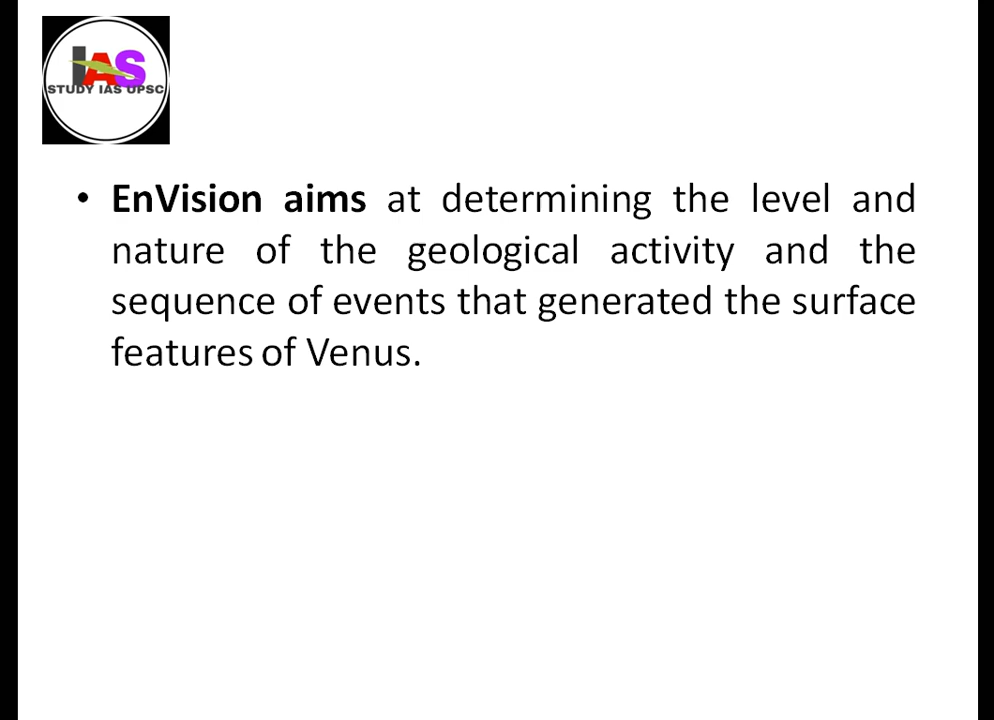 IAS
STUDY IAS UPSC
• EnVision aims at determining the level and
nature of the geological activity and the
sequence of events that generated the surface
features of Venus.